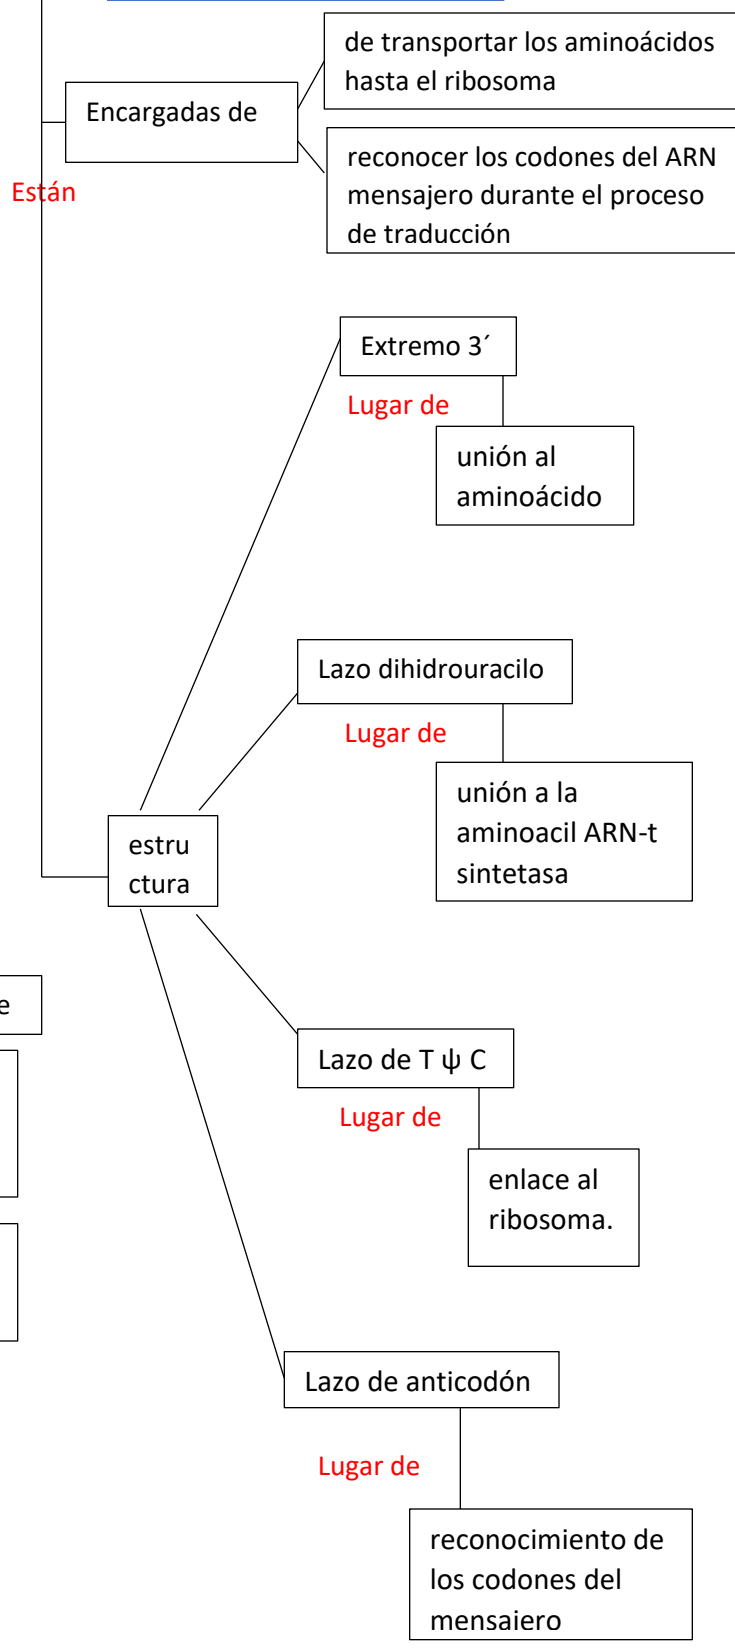 de transportar los aminoácidos
hasta el ribosoma
Encargadas de
reconocer los codones del ARN
mensajero durante el proceso
de traducción
Están
Extremo 3´
Lugar de
unión al
aminoácido
Lazo dihidrouracilo
Lugar de
unión a la
aminoacil ARN-t
sintetasa
estru
ctura
e
Lazo de T ψ C
Lugar de
enlace al
ribosoma.
Lazo de anticodón
Lugar de
reconocimiento de
los codones del
mensajero